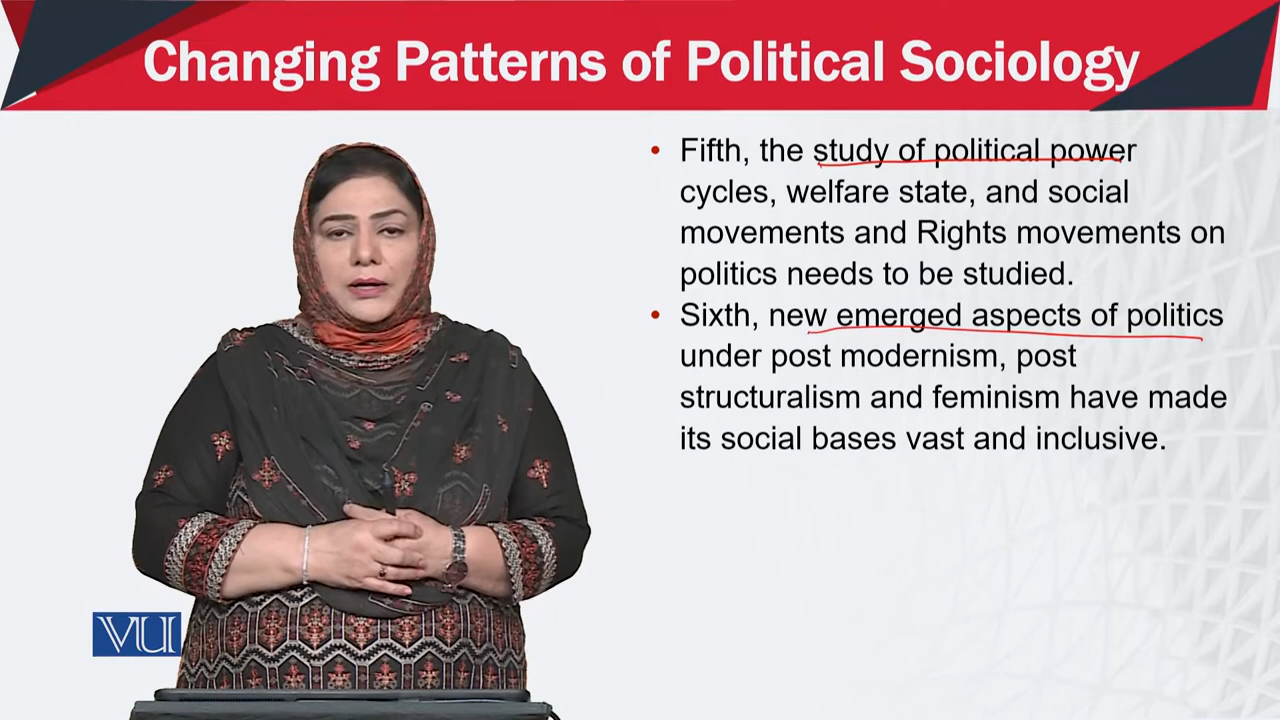 Changing Patterns of Political Sociology
• Fifth, the study of political power
cycles, welfare state, and social
movements and Rights movements on
politics needs to be studied.
• Sixth, new emerged aspects of politics
under post modernism, post
structuralism and feminism have made
its social bases vast and inclusive.
VU